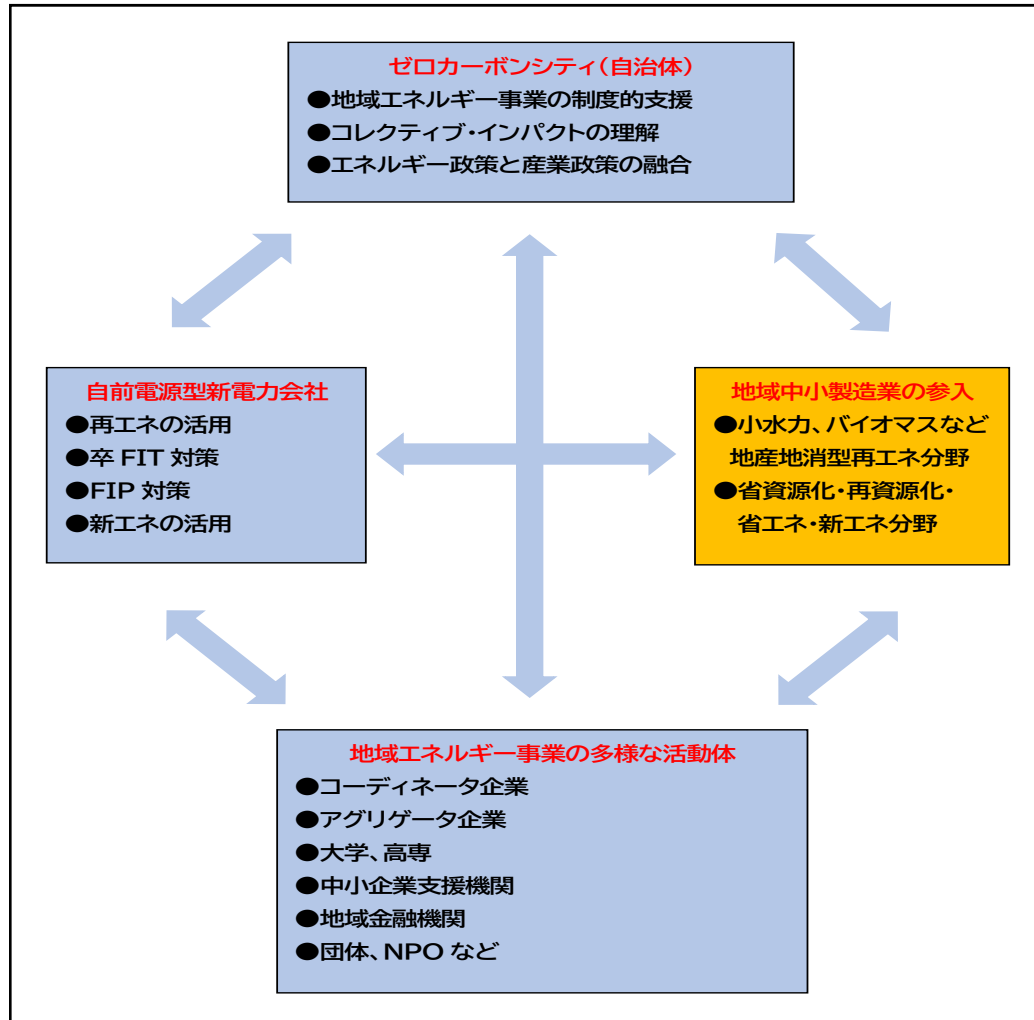 ゼロカーボンシティ(自治体)
●地域エネルギー事業の制度的支援
●コレクティブ・インパクトの理解
●エネルギー政策と産業政策の融合
自前電源型新電力会社
●再エネの活用
●卒 FIT 対策
●FIP 対策
●新エネの活用
地域中小製造業の参入
●小水力、バイオマスなど
地産地消型再エネ分野
●省資源化・再資源化・
省エネ・新エネ分野
地域エネルギー事業の多様な活動体
●コーディネータ企業
●アグリゲータ企業
●大学、高専
●中小企業支援機関
●地域金融機関
●団体、NPO など